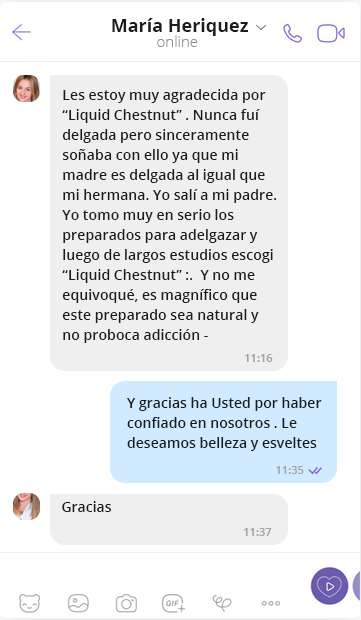 María Heriquez
online
Les estoy muy agradecida por
“Liquid Chestnut” . Nunca fuí
delgada pero sinceramente
soñaba con ello ya que mi
madre es delgada al igual que
mi hermana. Yo salí a mi padre.
Yo tomo muy en serio los
preparados para adelgazar y
luego de largos estudios escogi
“Liquid Chestnut” :.  Y no me
equivoqué, es magnífico que
este preparado sea natural y
no proboca adicción -
11:16
Y gracias ha Usted por haber
confiado en nosotros . Le
deseamos belleza y esveltes
11:35
Gracias
11:37
GIF+